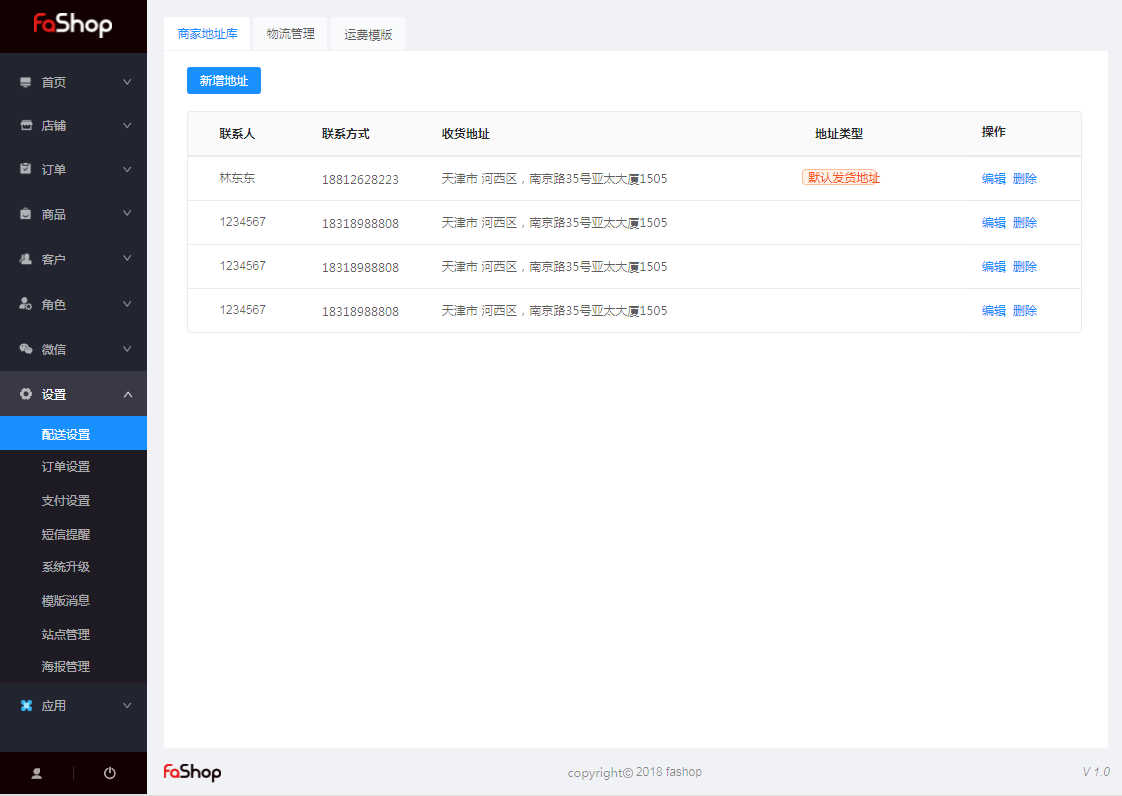 FaShop
首页
店铺
订单
商品
客户
角色
微信
设置
配送设置
订单设置
支付设置
短信提醒
系统升级
模版消息
站点管理
海报管理
应用
商家地址库 物流管理 运费模版
新增地址
联系人 联系方式 收货地址 地址类型 操作
林东东 18812628223 天津市 河西区，南京路35号亚太大厦1505 默认发货地址 编辑 删除
1234567 18318988808 天津市 河西区，南京路35号亚太大厦1505 编辑 删除
1234567 18318988808 天津市 河西区，南京路35号亚太大厦1505 编辑 删除
1234567 18318988808 天津市 河西区，南京路35号亚太大厦1505 编辑 删除
FaShop copyright© 2018 fashop V 1.0